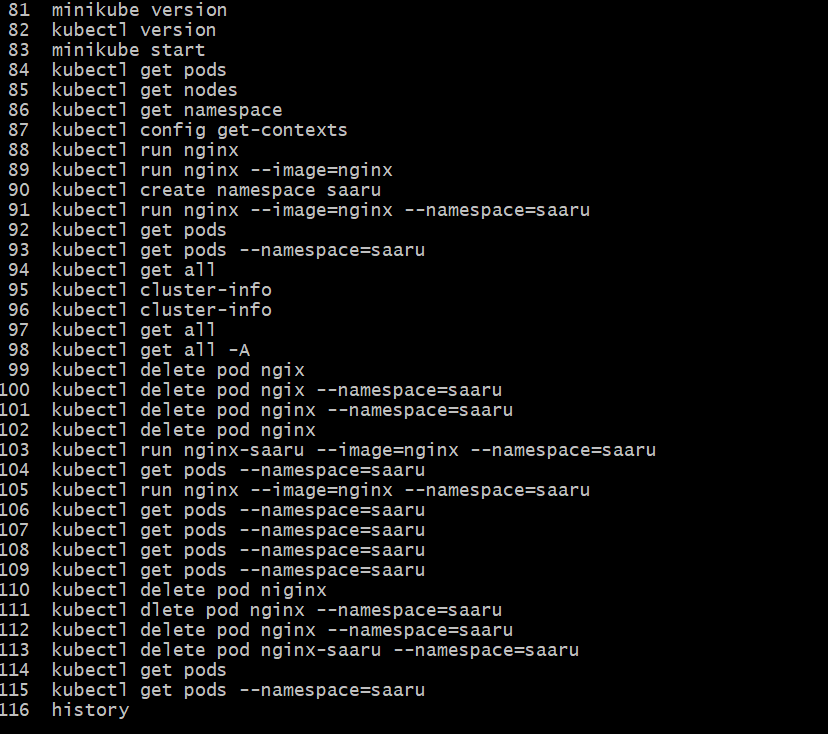 81 minikube version
82 kubectl version
83 minikube start
84 kubectl get pods
85 kubectl get nodes
86 kubectl get namespace
87 kubectl config get-contexts
88 kubectl run nginx
89 kubectl run nginx --image=nginx
90 kubectl create namespace saaru
91 kubectl run nginx --image=nginx --namespace=saaru
92 kubectl get pods
93 kubectl get pods --namespace=saaru
94 kubectl get all
95 kubectl cluster-info
96 kubectl cluster-info
97 kubectl get all
98 kubectl get all -A
99 kubectl delete pod ngix
100 kubectl delete pod ngix --namespace=saaru
101 kubectl delete pod nginx --namespace=saaru
102 kubectl delete pod nginx
103 kubectl run nginx-saaru --image=nginx --namespace=saaru
104 kubectl get pods --namespace=saaru
105 kubectl run nginx --image=nginx --namespace=saaru
106 kubectl get pods --namespace=saaru
107 kubectl get pods --namespace=saaru
108 kubectl get pods --namespace=saaru
109 kubectl get pods --namespace=saaru
110 kubectl delete pod niginx
111 kubectl dlete pod nginx --namespace=saaru
112 kubectl delete pod nginx --namespace=saaru
113 kubectl delete pod nginx-saaru --namespace=saaru
114 kubectl get pods
115 kubectl get pods --namespace=saaru
116 history